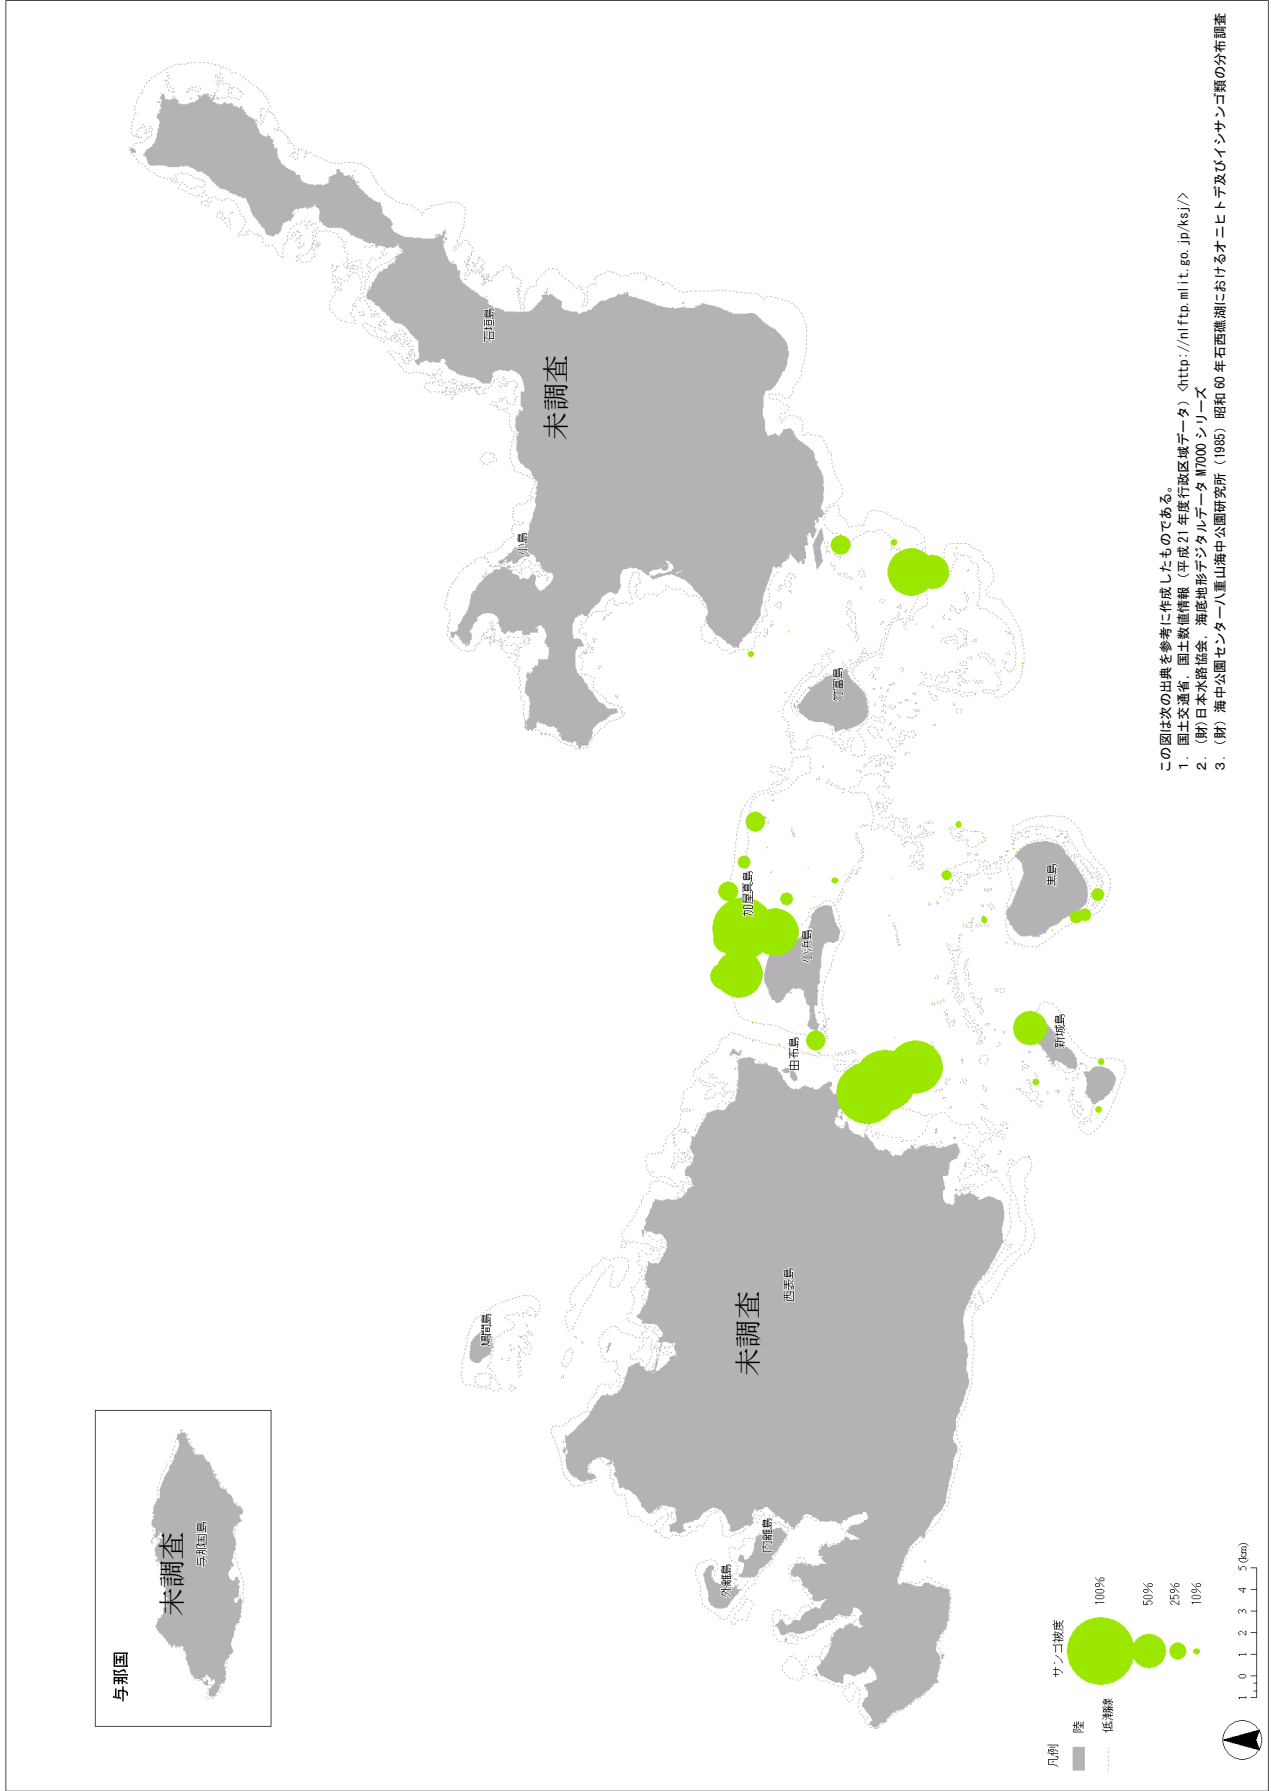 与那国
未調査
与那国島
鳩間島
外離島
内離島
未調査
西表島
由布島
小浜島
加屋真島
新城島
黒島
竹富島
小島
未調査
石垣島
凡例
陸
低潮線
サンゴ被度
100%
50%
25%
10%
1 0 1 2 3 4 5 (km)
この図は次の出典を参考に作成したものである。
1. 国土交通省, 国土数値情報 (平成21年度行政区域データ) <http://nlftp.mlit.go.jp/ksj/>
2. (財)日本水路協会, 海底地形デジタルデータ M7000 シリーズ
3. (財) 海中公園センター八重山海中公園研究所 (1985) 昭和60年石西礁湖におけるオニヒトデ及びイシサンゴ類の分布調査